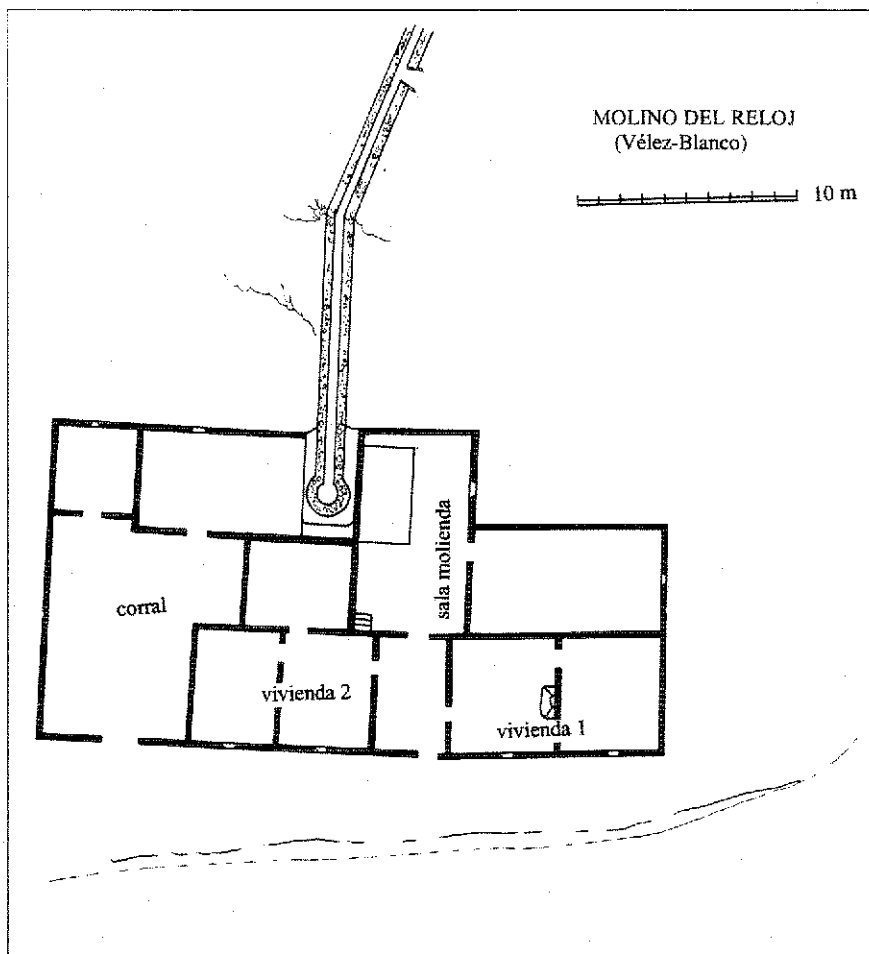 MOLINO DEL RELOJ
(Vélez-Blanco)
10 m
sala molienda
corral
vivienda 2
vivienda 1